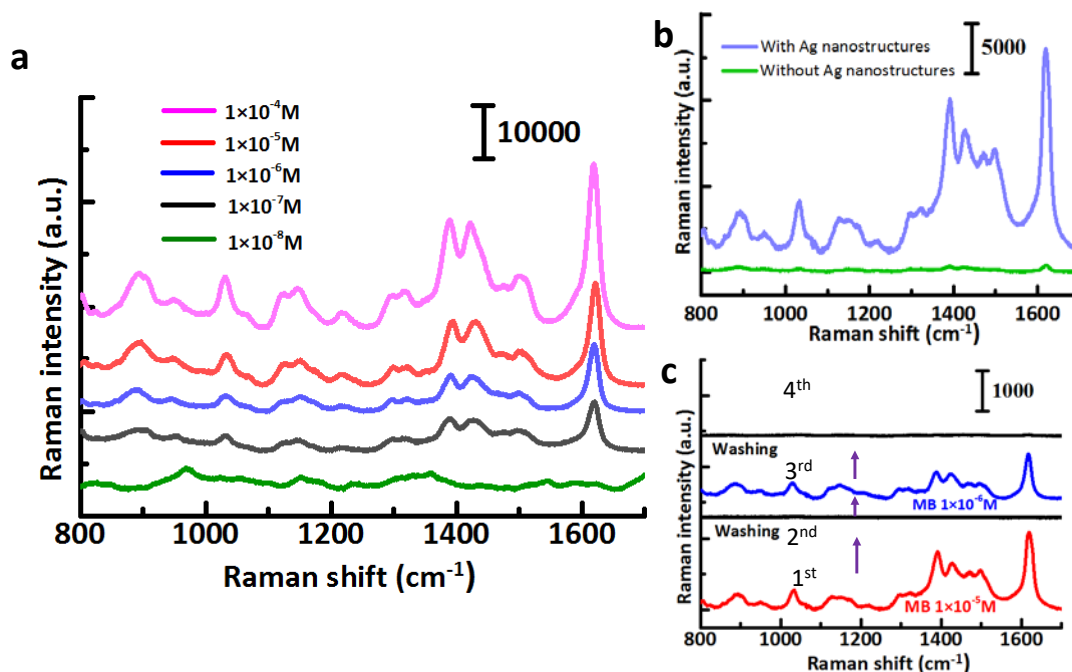 a
1×10⁻⁴M
1×10⁻⁵M
1×10⁻⁶M
1×10⁻⁷M
1×10⁻⁸M
10000
Raman intensity (a.u.)
800 1000 1200 1400 1600
Raman shift (cm⁻¹)
b
With Ag nanostructures
Without Ag nanostructures
5000
Raman intensity (a.u.)
800 1000 1200 1400 1600
Raman shift (cm⁻¹)
c
4th
1000
Washing
3rd
MB 1×10⁻⁶M
Washing 2nd
1st
MB 1×10⁻⁵M
Raman intensity (a.u.)
800 1000 1200 1400 1600
Raman shift (cm⁻¹)